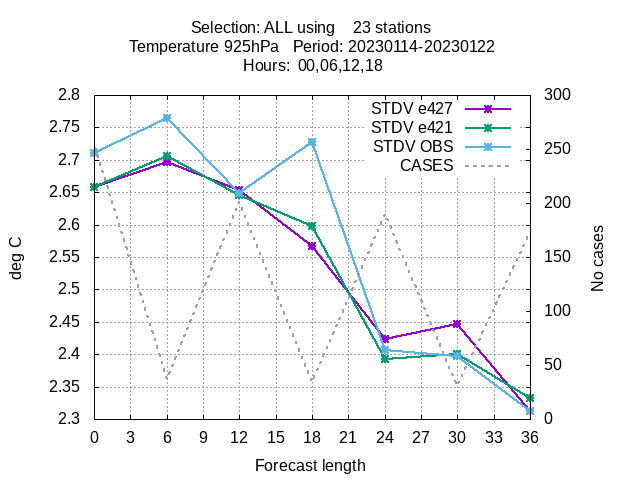 Selection: ALL using    23 stations
Temperature 925hPa   Period: 20230114-20230122
Hours:  00,06,12,18
STDV e427
STDV e421
STDV OBS
CASES
deg C
2.8
2.75
2.7
2.65
2.6
2.55
2.5
2.45
2.4
2.35
2.3
300
250
200
150
100
50
0
No cases
0 3 6 9 12 15 18 21 24 27 30 33 36
Forecast length